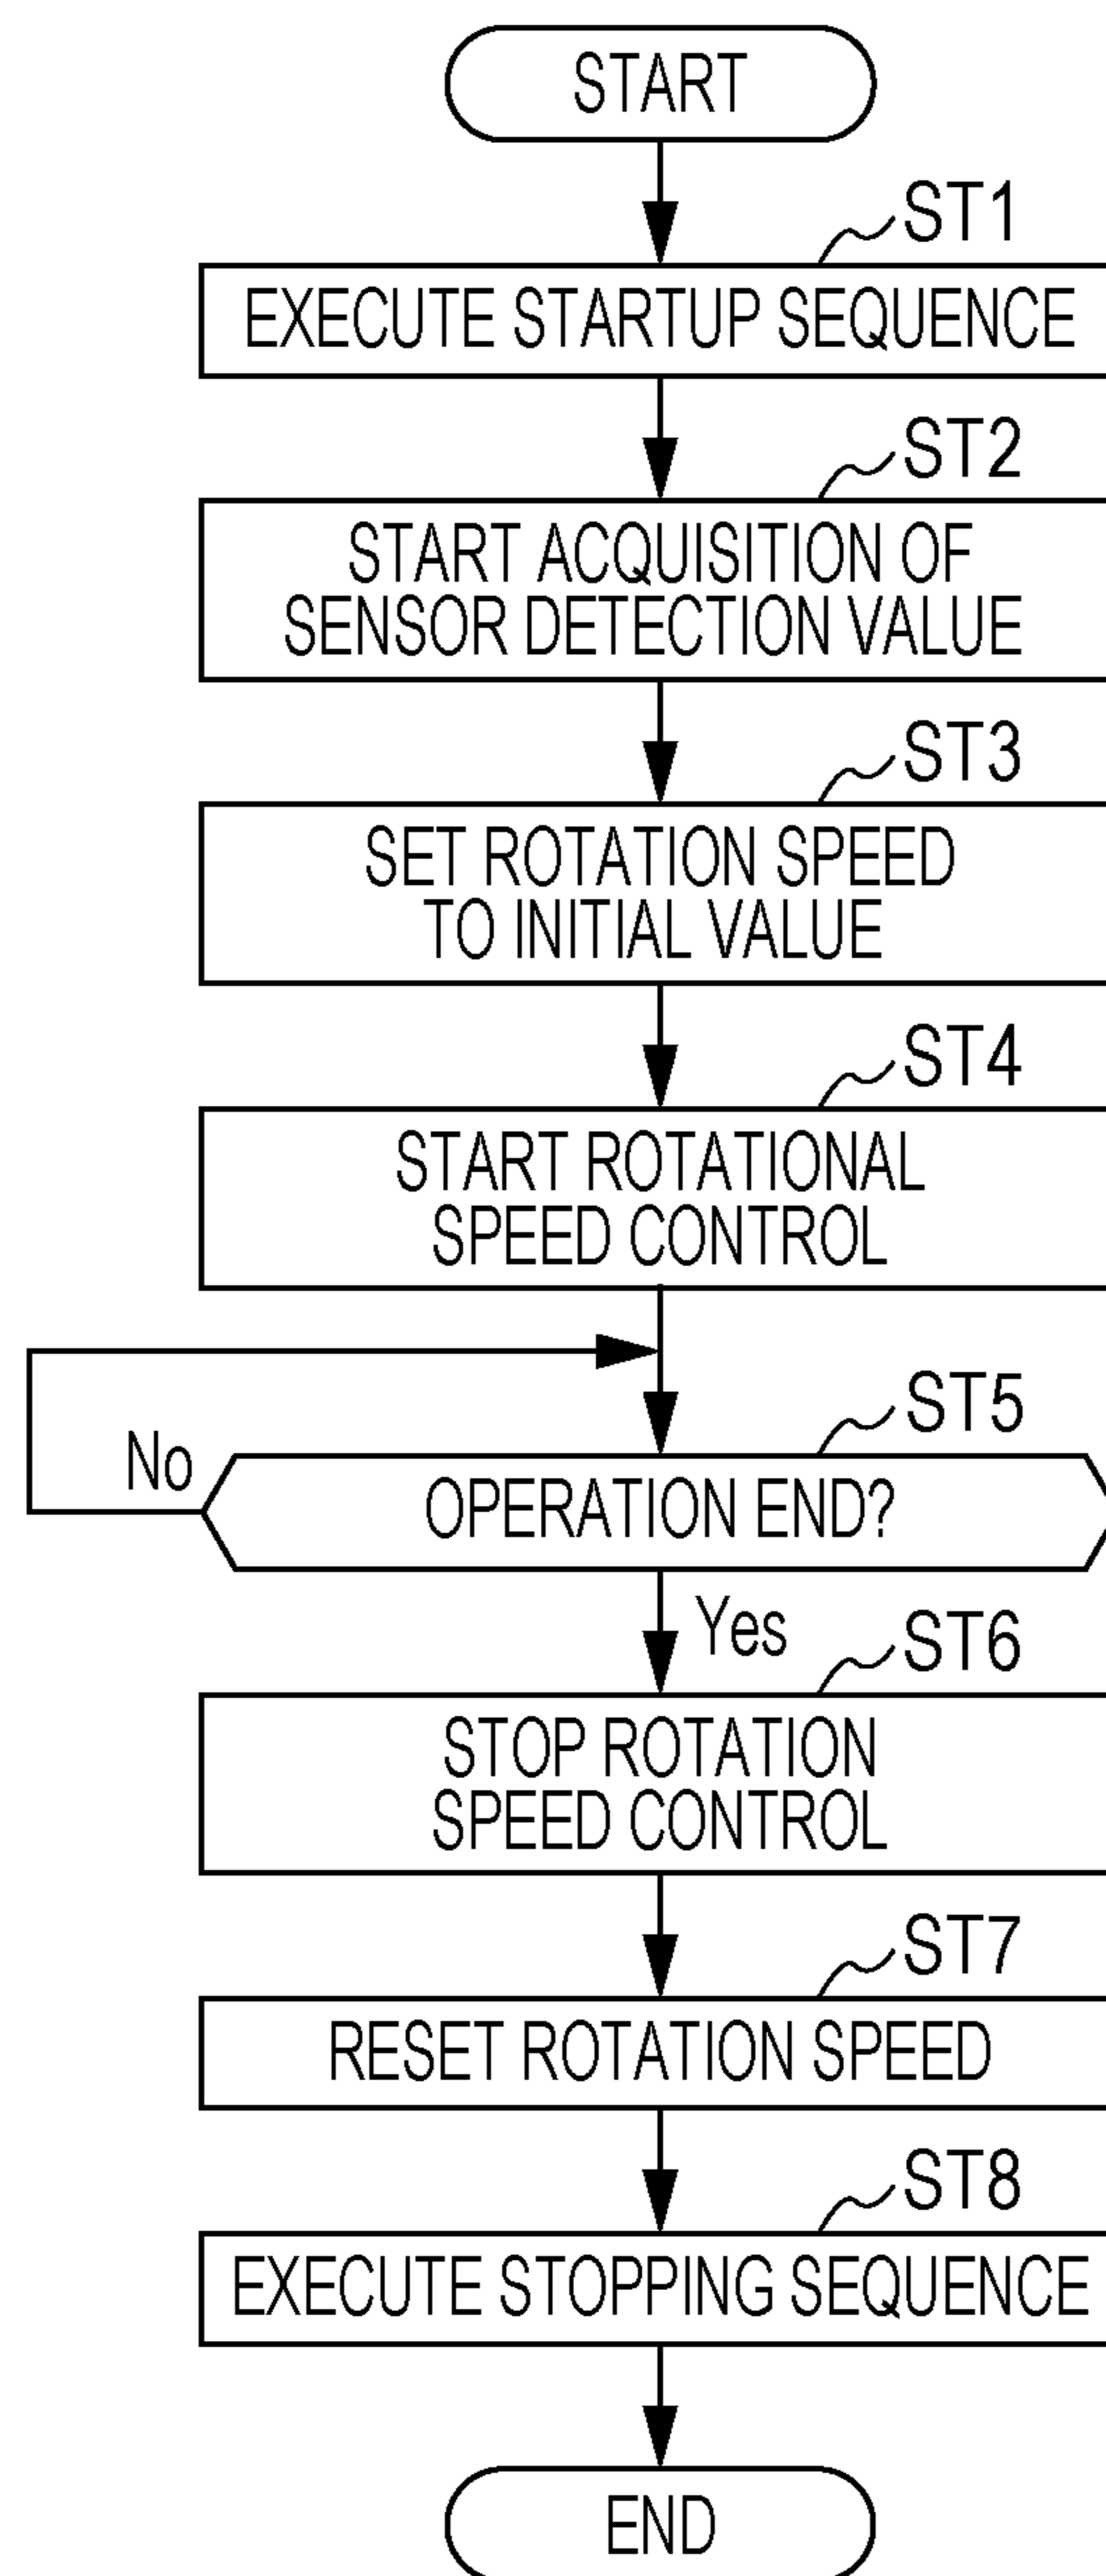 START
ST1
EXECUTE STARTUP SEQUENCE
ST2
START ACQUISITION OF
SENSOR DETECTION VALUE
ST3
SET ROTATION SPEED
TO INITIAL VALUE
ST4
START ROTATIONAL
SPEED CONTROL
ST5
No
OPERATION END?
Yes
ST6
STOP ROTATION
SPEED CONTROL
ST7
RESET ROTATION SPEED
ST8
EXECUTE STOPPING SEQUENCE
END